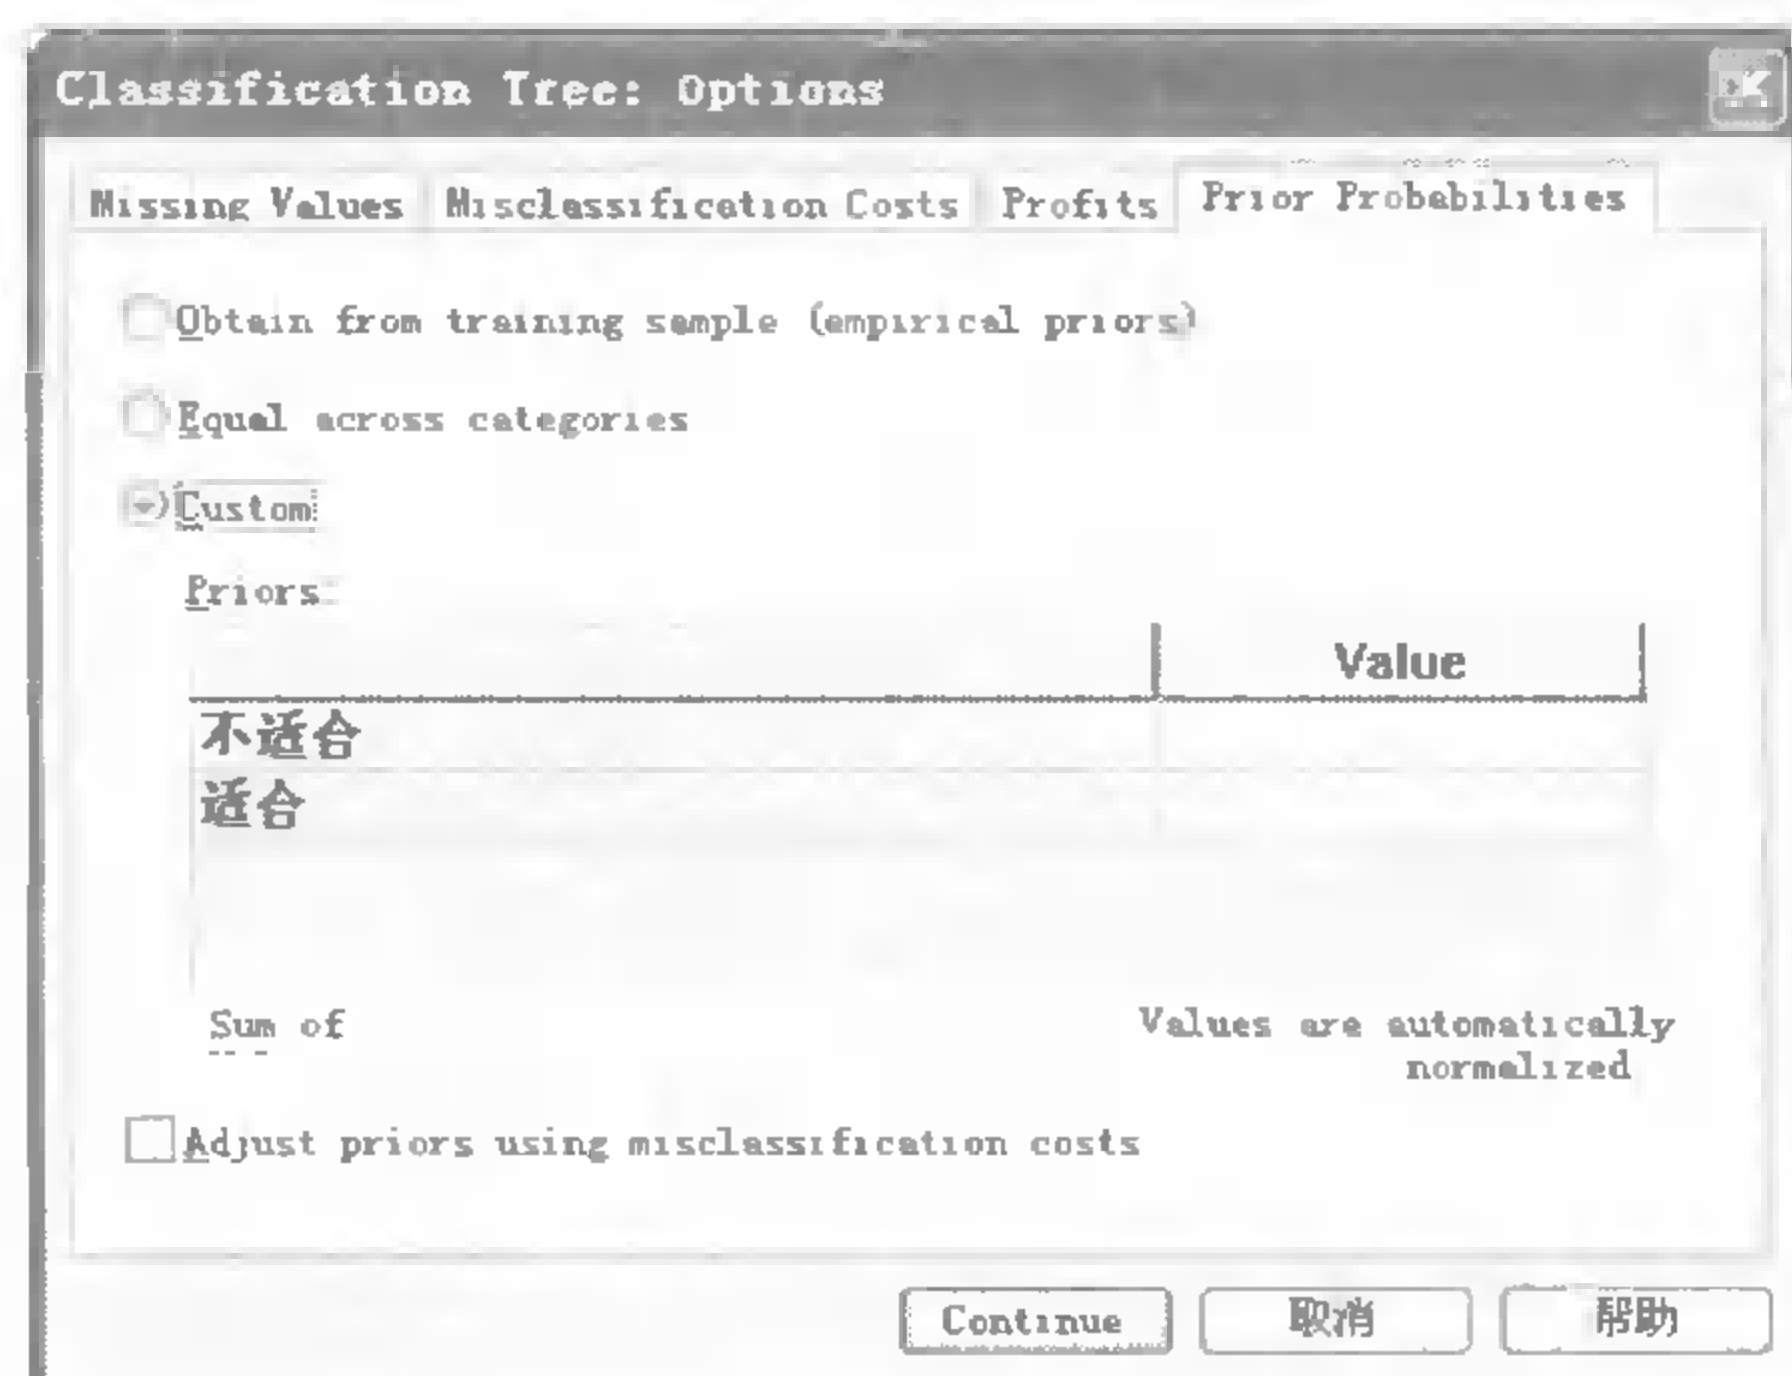 Classification Tree: Options
Missing Values Misclassification Costs Profits Prior Probabilities
Obtain from training sample (empirical priors)
Equal across categories
Custom
Priors:
Value
不适合
适合
Sum of
Values are automatically
normalized
Adjust priors using misclassification costs
Continue 取消 帮助